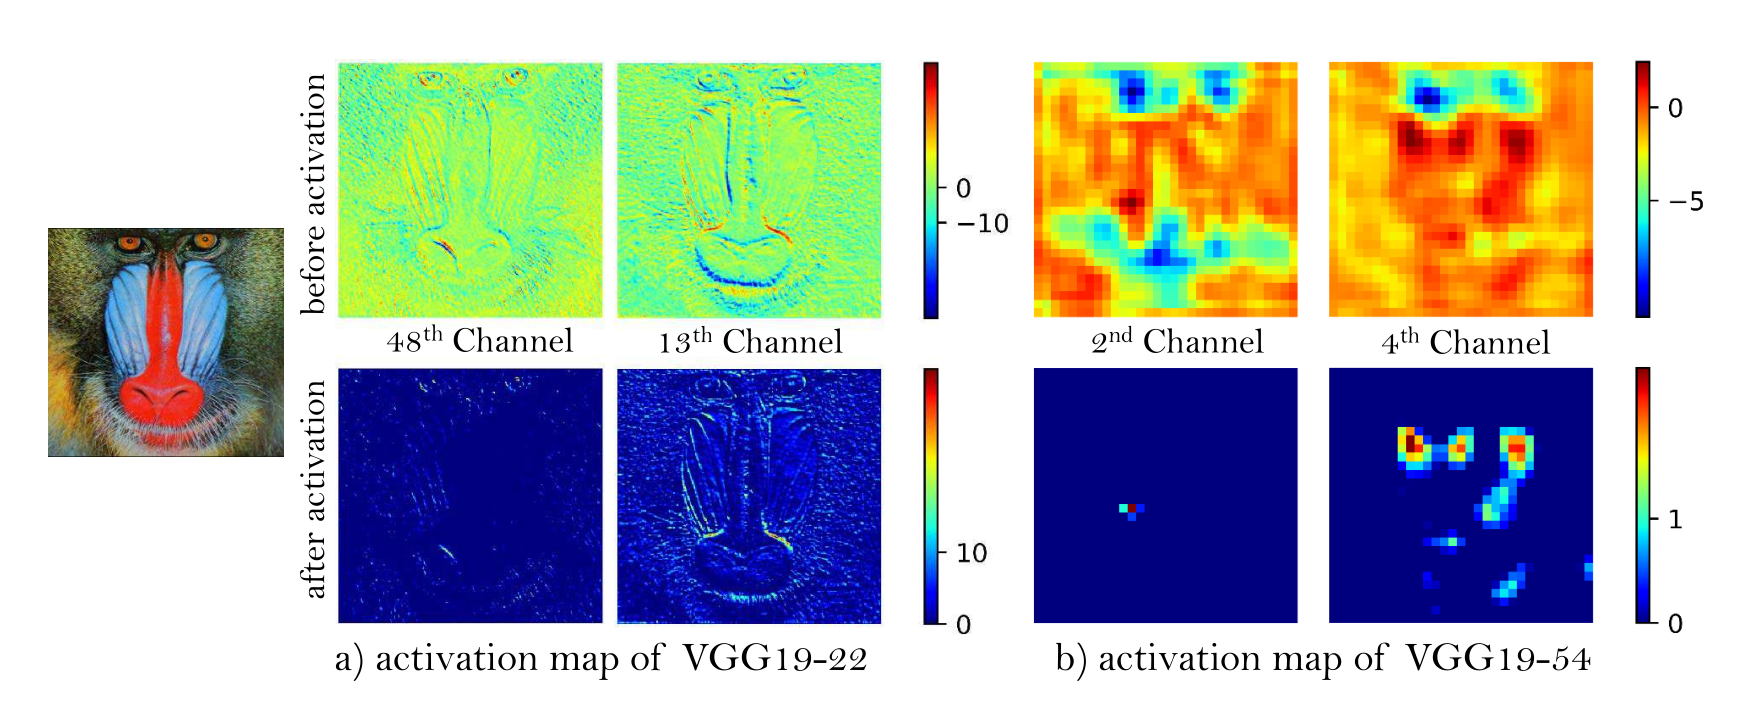 before activation
0
−10
0
−5
48th Channel
13th Channel
2nd Channel
4th Channel
after activation
10
0
1
0
a) activation map of VGG19-22
b) activation map of VGG19-54